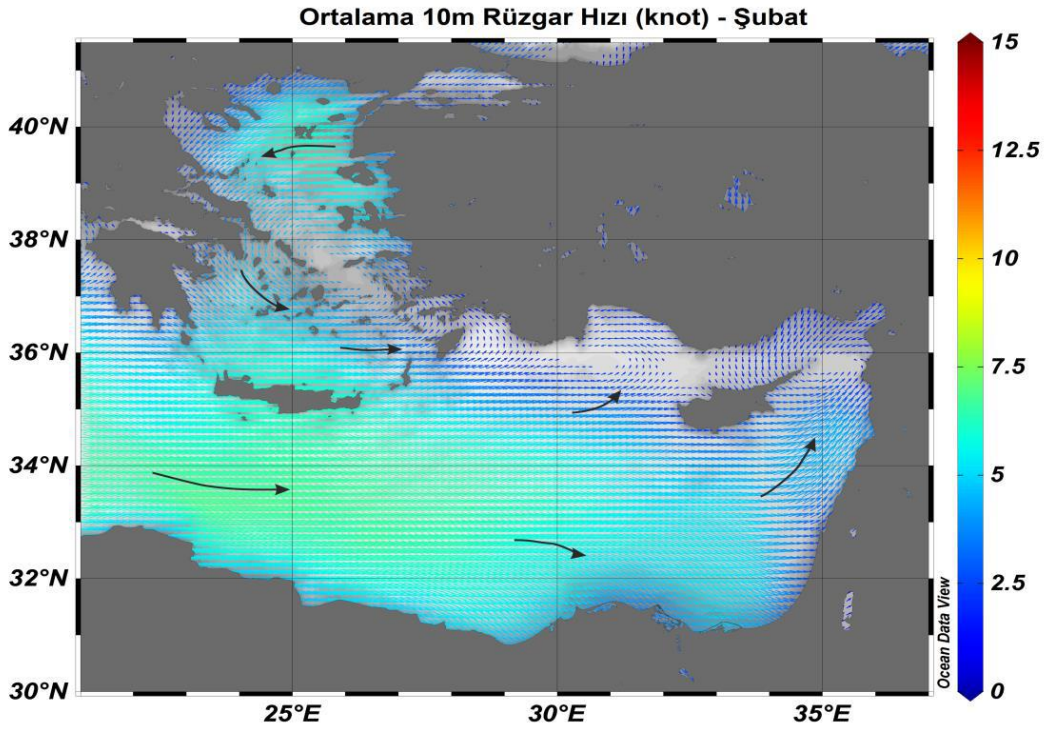 Ortalama 10m Rüzgar Hızı (knot) - Şubat
15
12.5
10
7.5
5
2.5
0
Ocean Data View
40°N
38°N
36°N
34°N
32°N
30°N
25°E
30°E
35°E